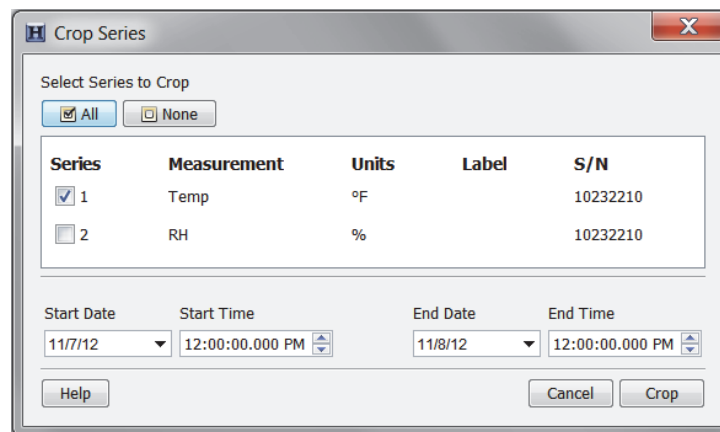 H Crop Series
Select Series to Crop
All None
Series Measurement Units Label S/N
1 Temp ºF 10232210
2 RH % 10232210
Start Date Start Time End Date End Time
11/7/12 12:00:00.000 PM 11/8/12 12:00:00.000 PM
Help Cancel Crop